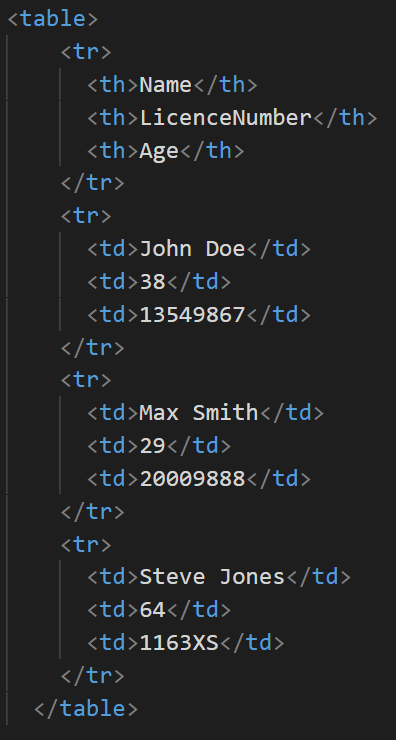 <table>
<tr>
<th>Name</th>
<th>LicenceNumber</th>
<th>Age</th>
</tr>
<tr>
<td>John Doe</td>
<td>38</td>
<td>13549867</td>
</tr>
<tr>
<td>Max Smith</td>
<td>29</td>
<td>20009888</td>
</tr>
<tr>
<td>Steve Jones</td>
<td>64</td>
<td>1163XS</td>
</tr>
</table>